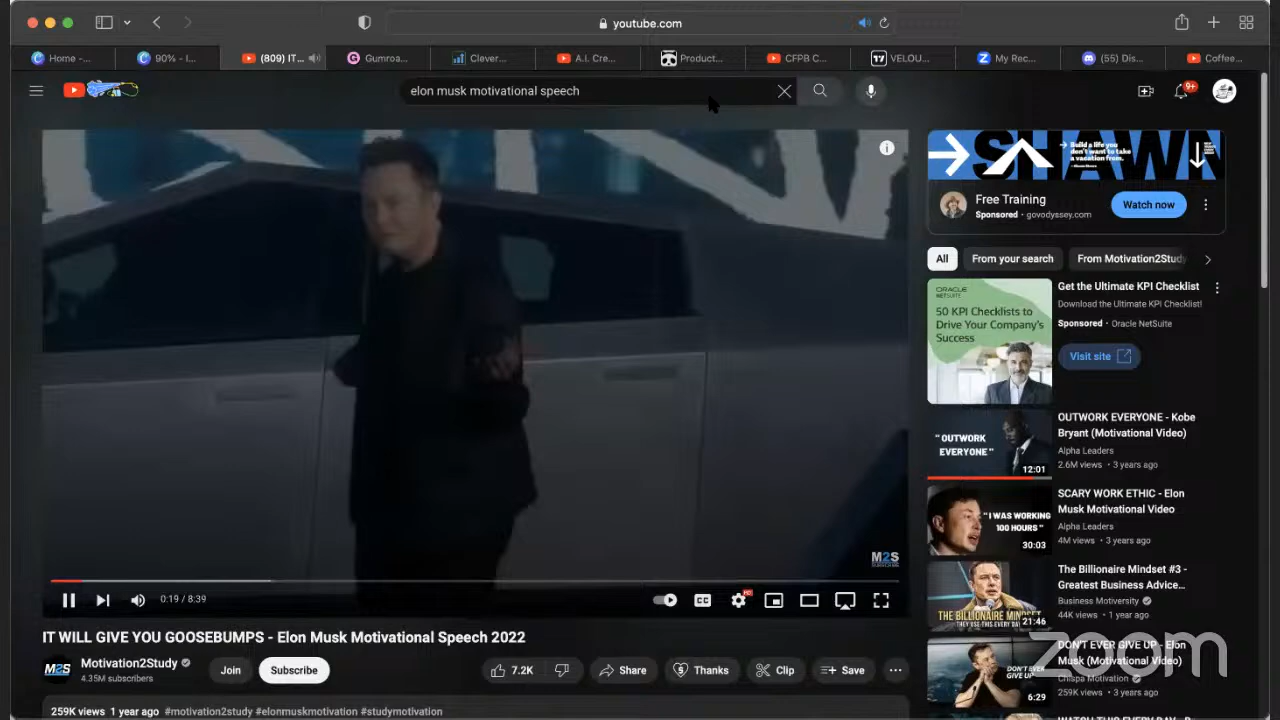 youtube.com
Home -...
90% - I...
(809) IT...
Gumroa...
Clever...
A.I. Cre...
Product...
CFPB C...
17 VELOU...
Z My Rec...
(55) Dis...
Coffee...
elon musk motivational speech
9+
SHAWN
Build a life you
don't want to take
a vacation from.
Free Training
Sponsored • govodyssey.com
Watch now
All
From your search
From Motivation2Study
ORACLE
NETSUITE
50 KPI Checklists to
Drive Your Company's
Success
Get the Ultimate KPI Checklist
Download the Ultimate KPI Checklist!
Sponsored • Oracle NetSuite
Visit site
" OUTWORK
EVERYONE "
12:01
OUTWORK EVERYONE - Kobe
Bryant (Motivational Video)
Alpha Leaders
2.6M views • 3 years ago
" I WAS WORKING
100 HOURS "
30:03
SCARY WORK ETHIC - Elon
Musk Motivational Video
Alpha Leaders
4M views • 3 years ago
THE BILLIONAIRE MINDSET
21:46
The Billionaire Mindset #3 -
Greatest Business Advice...
Business Motiversity
44K views • 1 year ago
DON'T EVER
GIVE UP
6:29
DON'T EVER GIVE UP - Elon
Musk (Motivational Video)
Chispa Motivation
259K views • 3 years ago
zoom
M2S
0:19 / 8:39
CC
HD
IT WILL GIVE YOU GOOSEBUMPS - Elon Musk Motivational Speech 2022
M2S
Motivation2Study
4.35M subscribers
Join
Subscribe
7.2K
Share
Thanks
Clip
Save
259K views 1 year ago #motivation2study #elonmuskmotivation #studymotivation